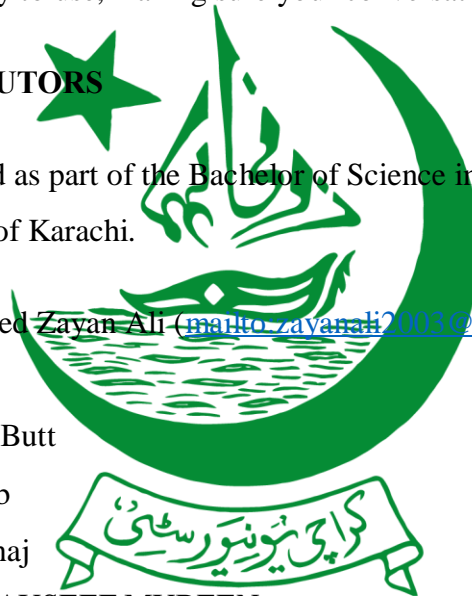 UTORS
d as part of the Bachelor of Science in
of Karachi.
ed Zayan Ali (mailto:zayanali2003@
Butt
b
naj
کراچی یونیورسٹی